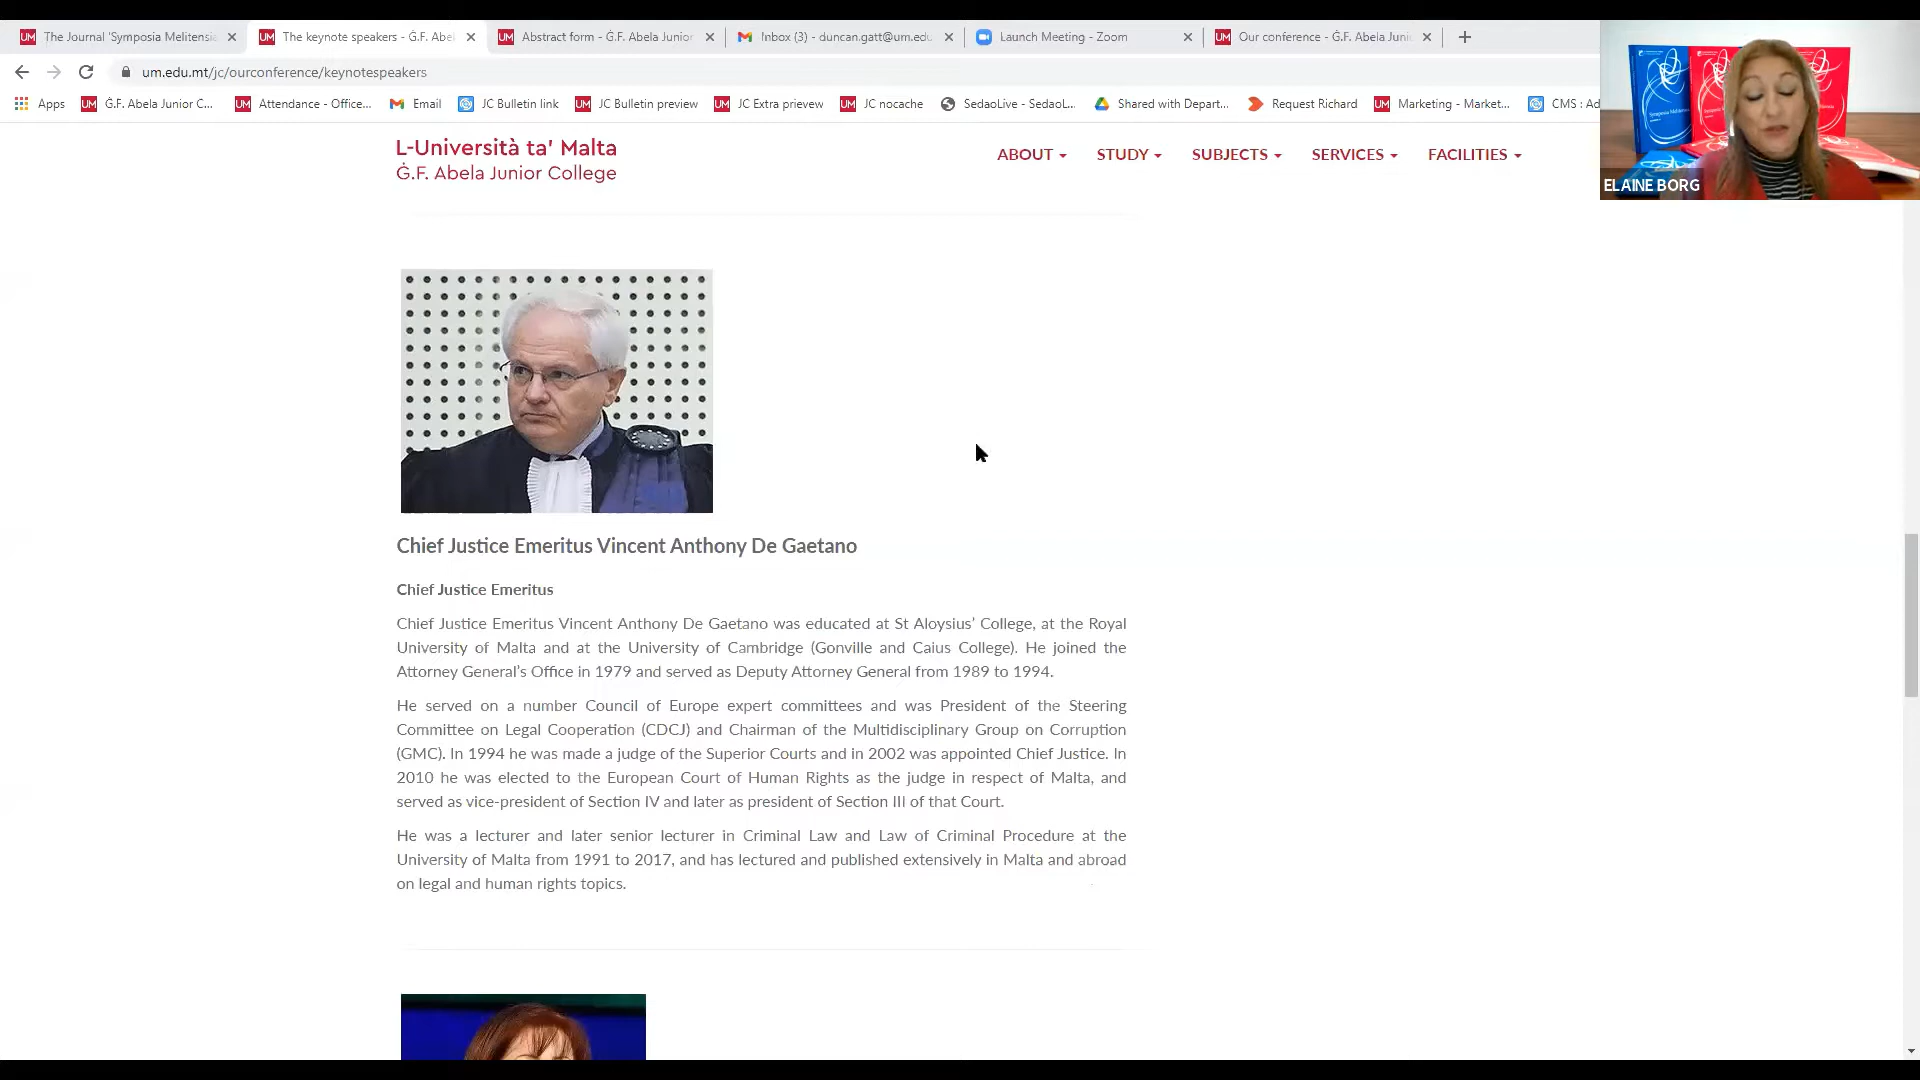 The Journal 'Symposia Melitensia
The keynote speakers - Ġ.F. Abel
Abstract form - Ġ.F. Abela Junior
Inbox (3) - duncan.gatt@um.edu
Launch Meeting - Zoom
Our conference - Ġ.F. Abela Juni
um.edu.mt/jc/ourconference/keynotespeakers
Apps
Ġ.F. Abela Junior C...
Attendance - Office...
Email
JC Bulletin link
JC Bulletin preview
JC Extra prievew
JC nocache
SedaoLive - SedaoL...
Shared with Depart...
Request Richard
Marketing - Market...
CMS : Ad
L-Università ta' Malta
Ġ.F. Abela Junior College
ABOUT
STUDY
SUBJECTS
SERVICES
FACILITIES
ELAINE BORG
Chief Justice Emeritus Vincent Anthony De Gaetano
Chief Justice Emeritus
Chief Justice Emeritus Vincent Anthony De Gaetano was educated at St Aloysius’ College, at the Royal
University of Malta and at the University of Cambridge (Gonville and Caius College). He joined the
Attorney General’s Office in 1979 and served as Deputy Attorney General from 1989 to 1994.
He served on a number Council of Europe expert committees and was President of the Steering
Committee on Legal Cooperation (CDCJ) and Chairman of the Multidisciplinary Group on Corruption
(GMC). In 1994 he was made a judge of the Superior Courts and in 2002 was appointed Chief Justice. In
2010 he was elected to the European Court of Human Rights as the judge in respect of Malta, and
served as vice-president of Section IV and later as president of Section III of that Court.
He was a lecturer and later senior lecturer in Criminal Law and Law of Criminal Procedure at the
University of Malta from 1991 to 2017, and has lectured and published extensively in Malta and abroad
on legal and human rights topics.